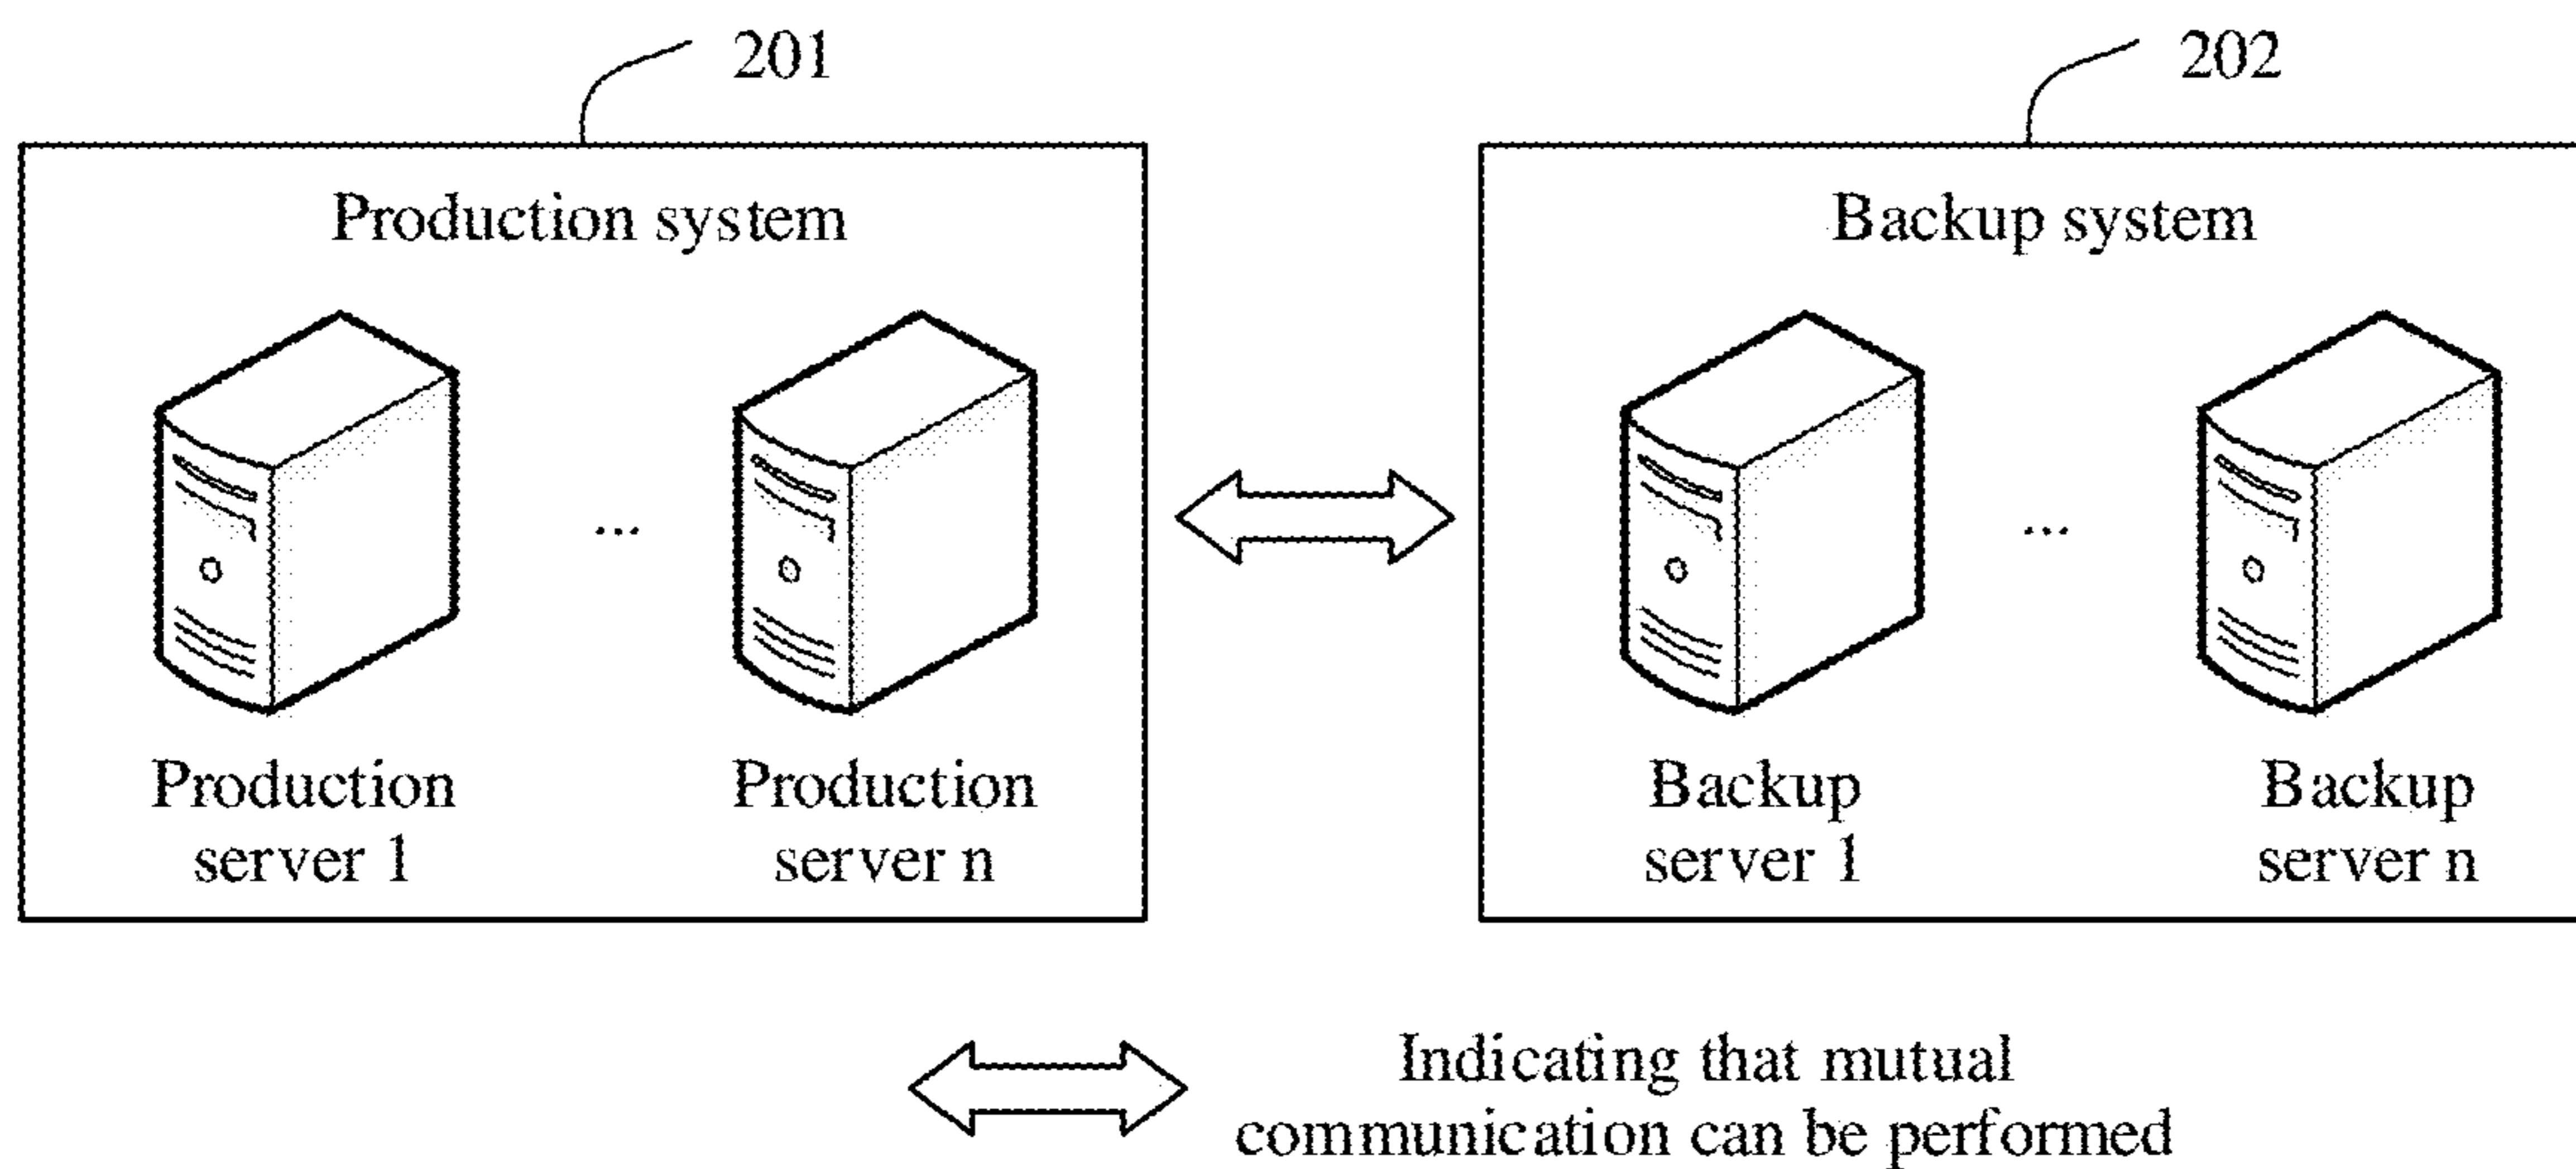 201
202
Production system
Backup system
...
...
Production
server 1
Production
server n
Backup
server 1
Backup
server n
Indicating that mutual
communication can be performed